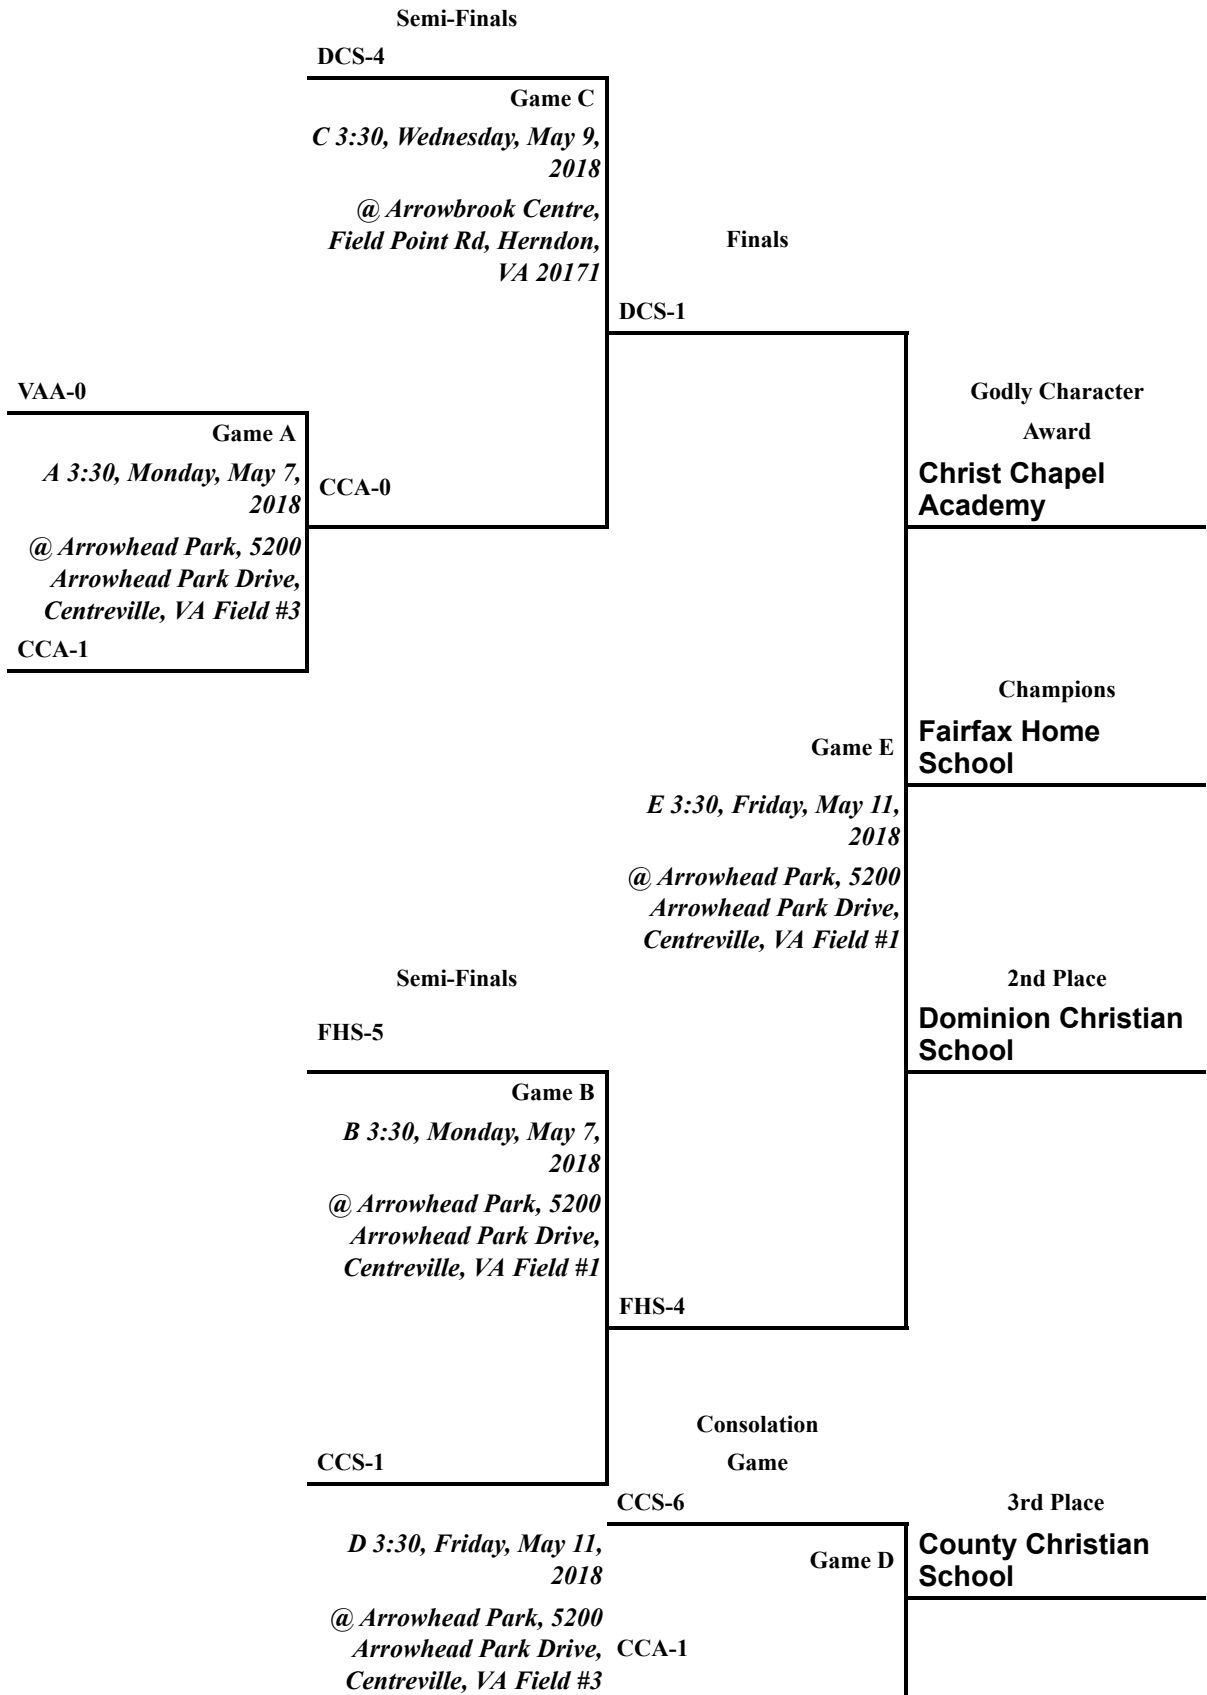 Semi-Finals
DCS-4
Game C
C 3:30, Wednesday, May 9,
2018
@ Arrowbrook Centre,
Field Point Rd, Herndon,
VA 20171
Finals
DCS-1
VAA-0
Game A
A 3:30, Monday, May 7,
2018
@ Arrowhead Park, 5200
Arrowhead Park Drive,
Centreville, VA Field #3
CCA-1
CCA-0
Godly Character
Award
Christ Chapel
Academy
Champions
Fairfax Home
School
Game E
E 3:30, Friday, May 11,
2018
@ Arrowhead Park, 5200
Arrowhead Park Drive,
Centreville, VA Field #1
2nd Place
Dominion Christian
School
Semi-Finals
FHS-5
Game B
B 3:30, Monday, May 7,
2018
@ Arrowhead Park, 5200
Arrowhead Park Drive,
Centreville, VA Field #1
FHS-4
CCS-1
Consolation
Game
CCS-6
Game D
3rd Place
County Christian
School
D 3:30, Friday, May 11,
2018
@ Arrowhead Park, 5200
Arrowhead Park Drive,
Centreville, VA Field #3
CCA-1